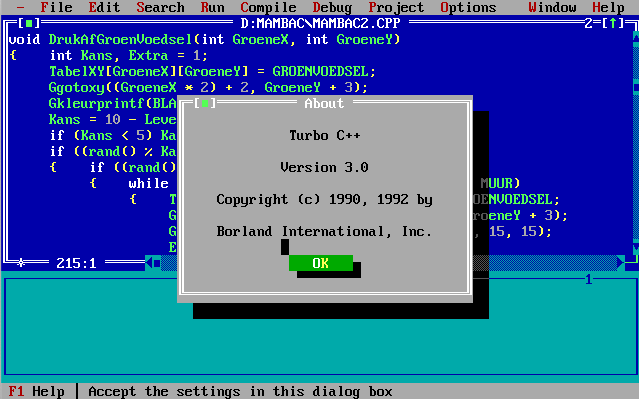 ≡ File Edit Search Run Compile Debug Project Options Window Help
[■] D:MAMBAC\MAMBAC2.CPP 2=[↑]
void DrukAfGroenVoedsel(int GroeneX, int GroeneY)
{ int Kans, Extra = 1;
TabelXY[GroeneX][GroeneY] = GROENVOEDSEL;
Ggotoxy((GroeneX * 2) + 2, GroeneY + 3);
Gkleurprintf(BLA
Kans = 10 - Leve
if (Kans < 5) Ka
if ((rand() % Ka
{ if ((rand()
{ while MUUR)
{ T OENVOEDSEL;
G roeneY + 3);
G , 15, 15);
E
215:1
[■] About
Turbo C++
Version 3.0
Copyright (c) 1990, 1992 by
Borland International, Inc.
OK
1
F1 Help | Accept the settings in this dialog box